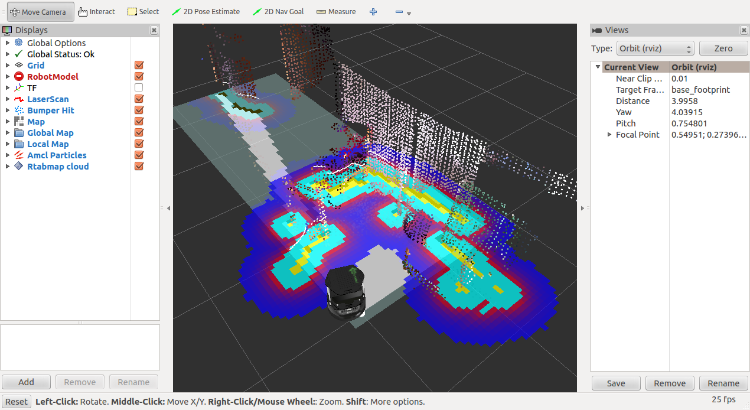 Move Camera Interact Select 2D Pose Estimate 2D Nav Goal Measure
Displays
Global Options
Global Status: Ok
Grid
RobotModel
TF
LaserScan
Bumper Hit
Map
Global Map
Local Map
Amcl Particles
Rtabmap cloud
Add Remove Rename
Views
Type: Orbit (rviz) Zero
Current View Orbit (rviz)
Near Clip ... 0.01
Target Fra... base_footprint
Distance 3.9958
Yaw 4.03915
Pitch 0.754801
Focal Point 0.54951; 0.27396...
Save Remove Rename
Reset Left-Click: Rotate. Middle-Click: Move X/Y. Right-Click/Mouse Wheel:: Zoom. Shift: More options. 25 fps